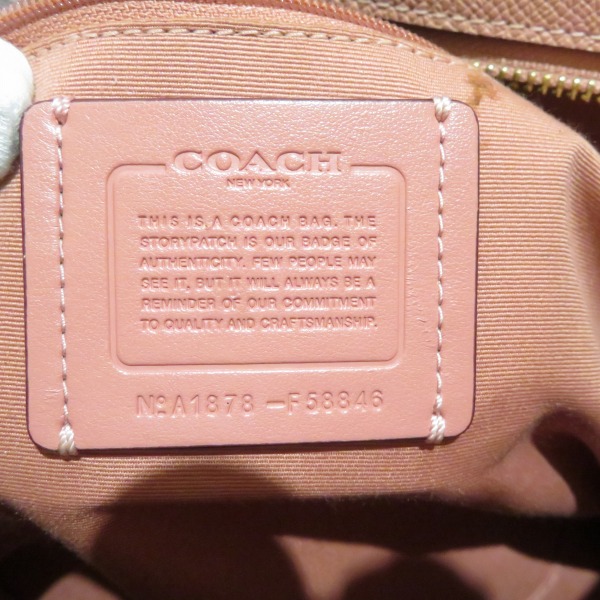 COACH
NEW YORK
THIS IS A COACH BAG. THE
STORYPATCH IS OUR BADGE OF
AUTHENTICITY. FEW PEOPLE MAY
SEE IT, BUT IT WILL ALWAYS BE A
REMINDER OF OUR COMMITMENT
TO QUALITY AND CRAFTSMANSHIP.
NoA1878-F58846